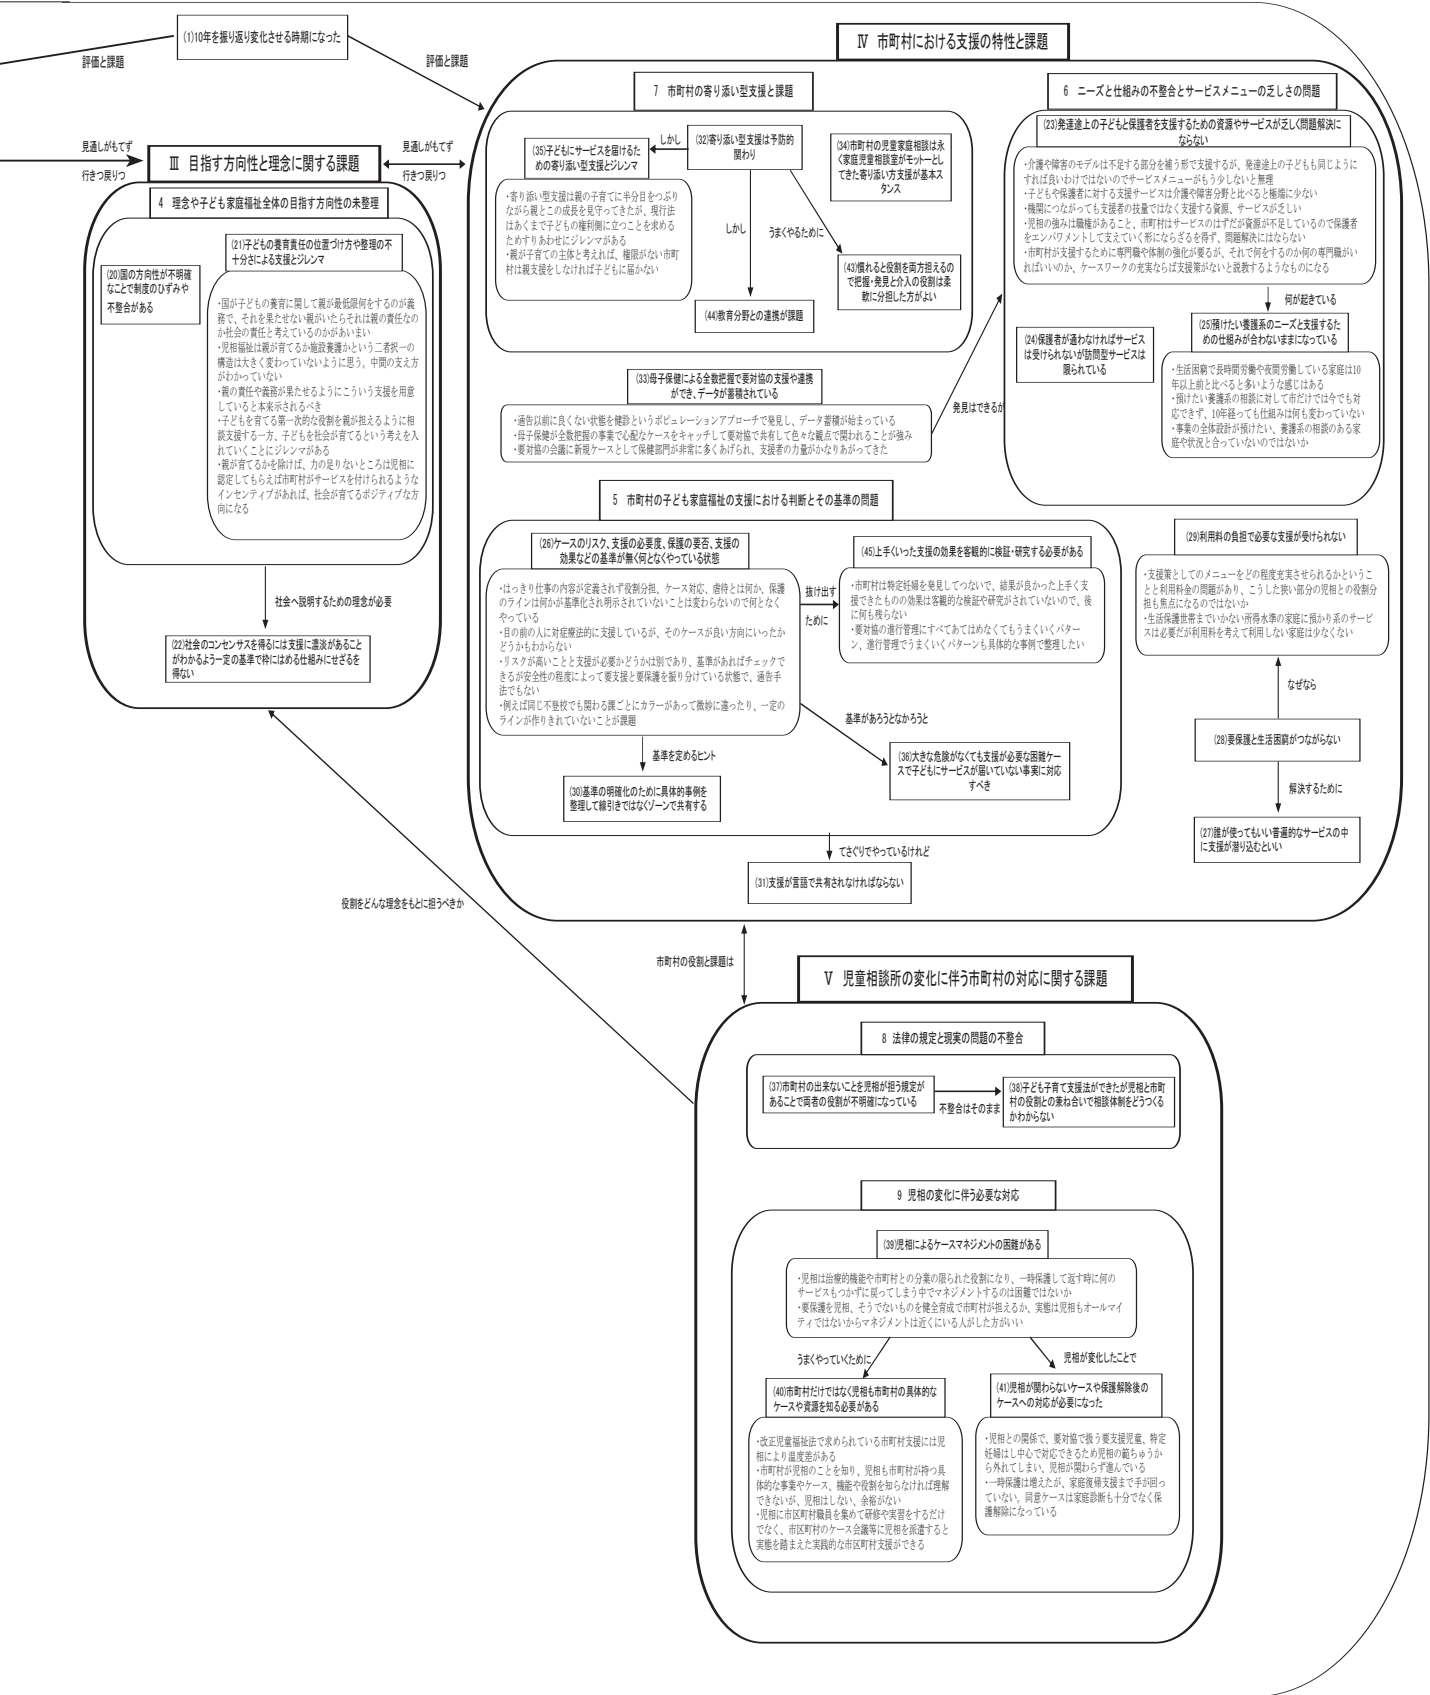 (1)10年を振り返り変化させる時期になった
評価と課題
評価と課題
見通しがもてず
行きつ戻りつ
Ⅲ 目指す方向性と理念に関する課題
見通しがもてず
行きつ戻りつ
4 理念や子ども家庭福祉全体の目指す方向性の未整理
(20)国の方向性が不明確
なことで制度のひずみや
不整合がある
(21)子どもの養育責任の位置づけ方や整理の不
十分さによる支援とジレンマ
・国が子どもの養育に関して親が最低限何をするのが義
務で、それを果たせない親がいたらそれは親の責任なの
か社会の責任と考えているのかがあいまい
・児相福祉は親が育てるか施設養護かという二者択一の
構造は大きく変わっていないように思う。中間の支え方
がわかっていない
・親の責任や義務が果たせるようにこういう支援を用意
していると本来示されるべき
・子どもを育てる第一次的な役割を親が担えるように相
談支援する一方、子どもを社会が育てるという考えを入
れていくことにジレンマがある
・親が育てるかを除けば、力の足りないところは児相に
認定してもらえば市町村がサービスを付けられるような
インセンティブがあれば、社会が育てるポジティブな方
向になる
社会へ説明するための理念が必要
(22)社会のコンセンサスを得るには支援に濃淡があること
がわかるよう一定の基準で枠にはめる仕組みにせざるを
得ない
役割をどんな理念をもとに担うべきか
Ⅳ 市町村における支援の特性と課題
7 市町村の寄り添い型支援と課題
(35)子どもにサービスを届けるた
めの寄り添い型支援とジレンマ
しかし
(32)寄り添い型支援は予防的
関わり
(34)市町村の児童家庭相談は永
く家庭児童相談室がモットーとし
てきた寄り添い方支援が基本ス
タンス
・寄り添い型支援は親の子育てに半分目をつぶり
ながら親とこの成長を見守ってきたが、現行法
はあくまで子どもの権利側に立つことを求める
ためすりあわせにジレンマがある
・親が子育ての主体と考えれば、権限がない市町
村は親支援をしなければ子どもに届かない
しかし
うまくやるために
(43)慣れると役割を両方担えるの
で把握・発見と介入の役割は柔
軟に分担した方がよい
(44)教育分野との連携が課題
(33)母子保健による全数把握で要対協の支援や連携
ができ、データが蓄積されている
・通告以前に良くない状態を健診というポピュレーションアプローチで発見し、データ蓄積が始まっている
・母子保健が全数把握の事業で心配なケースをキャッチして要対協で共有して色々な観点で関われることが強み
・要対協の会議に新規ケースとして保健部門が非常に多くあげられ、支援者の力量がかなりあがってきた
発見はできるが
6 ニーズと仕組みの不整合とサービスメニューの乏しさの問題
(23)発達途上の子どもと保護者を支援するための資源やサービスが乏しく問題解決に
ならない
・介護や障害のモデルは不足する部分を補う形で支援するが、発達途上の子どもも同じように
すれば良いわけではないのでサービスメニューがもう少しないと無理
・子どもや保護者に対する支援サービスは介護や障害分野と比べると極端に少ない
・機関につながっても支援者の技量ではなく支援する資源、サービスが乏しい
・児相の強みは職権があること、市町村はサービスのはずだが資源が不足しているので保護者
をエンパワメントして支えていく形にならざるを得ず、問題解決にはならない
・市町村が支援するために専門職や体制の強化が要るが、それで何をするのか何の専門職がい
ればいいのか、ケースワークの充実ならば支援策がないと説教するようなものになる
何が起きている
(24)保護者が通わなければサービス
は受けられないが訪問型サービスは
限られている
(25)預けたい養護系のニーズと支援するた
めの仕組みが合わないままになっている
・生活困窮で長時間労働や夜間労働している家庭は10
年以上前と比べると多いような感じはある
・預けたい養護系の相談に対して市だけでは今でも対
応できず、10年経っても仕組みは何も変わっていない
・事業の全体設計が預けたい、養護系の相談のある家
庭や状況と合っていないのではないか
5 市町村の子ども家庭福祉の支援における判断とその基準の問題
(26)ケースのリスク、支援の必要度、保護の要否、支援の
効果などの基準が無く何となくやっている状態
・はっきり仕事の内容が定義されず役割分担、ケース対応、虐待とは何か、保護
のラインは何かが基準化され明示されていないことは変わらないので何となく
やっている
・目の前の人に対症療法的に支援しているが、そのケースが良い方向にいったか
どうかもわからない
・リスクが高いことと支援が必要かどうかは別であり、基準があればチェックで
きるが安全性の程度によって要支援と要保護を振り分けている状態で、通告手
法でもない
・例えば同じ不登校でも関わる課ごとにカラーがあって微妙に違ったり、一定の
ラインが作りきれていないことが課題
抜け出す
ために
(45)上手くいった支援の効果を客観的に検証・研究する必要がある
・市町村は特定妊婦を発見してつないで、結果が良かった上手く支
援できたものの効果は客観的な検証や研究がされていないので、後
に何も残らない
・要対協の進行管理にすべてあてはめなくてもうまくいくパター
ン、進行管理でうまくいくパターンも具体的な事例で整理したい
基準があろうとなかろうと
基準を定めるヒント
(36)大きな危険がなくても支援が必要な困難ケー
スで子どもにサービスが届いていない事実に対応
すべき
(30)基準の明確化のために具体的事例を
整理して線引きではなくゾーンで共有する
てさぐりでやっているけれど
(31)支援が言語で共有されなければならない
(29)利用料の負担で必要な支援が受けられない
・支援策としてのメニューをどの程度充実させられるかというこ
とと利用料金の問題があり、こうした狭い部分の児相との役割分
担も焦点になるのではないか
・生活保護世帯までいかない所得水準の家庭に預かり系のサービ
スは必要だが利用料を考えて利用しない家庭は少なくない
なぜなら
(28)要保護と生活困窮がつながらない
解決するために
(27)誰が使ってもいい普遍的なサービスの中
に支援が潜り込むといい
市町村の役割と課題は
Ⅴ 児童相談所の変化に伴う市町村の対応に関する課題
8 法律の規定と現実の問題の不整合
(37)市町村の出来ないことを児相が担う規定が
あることで両者の役割が不明確になっている
不整合はそのまま
(38)子ども子育て支援法ができたが児相と市町
村の役割との兼ね合いで相談体制をどうつくる
かわからない
9 児相の変化に伴う必要な対応
(39)児相によるケースマネジメントの困難がある
・児相は治療的機能や市町村との分業の限られた役割になり、一時保護して返す時に何の
サービスもつかずに戻ってしまう中でマネジメントするのは困難ではないか
・要保護を児相、そうでないものを健全育成で市町村が担えるか、実態は児相もオールマイ
ティではないからマネジメントは近くにいる人がした方がいい
うまくやっていくために
児相が変化したことで
(40)市町村だけではなく児相も市町村の具体的な
ケースや資源を知る必要がある
・改正児童福祉法で求められている市町村支援には児
相により温度差がある
・市町村が児相のことを知り、児相も市町村が持つ具
体的な事業やケース、機能や役割を知らなければ理解
できないが、児相はしない、余裕がない
・児相に市区町村職員を集めて研修や実習をするだけ
でなく、市区町村のケース会議等に児相を派遣すると
実態を踏まえた実践的な市区町村支援ができる
(41)児相が関わらないケースや保護解除後の
ケースへの対応が必要になった
・児相との関係で、要対協で扱う要支援児童、特定
妊婦はし中心で対応できるため児相の範ちゅうか
ら外れてしまい、児相が関わらず進んでいる
・一時保護は増えたが、家庭復帰支援まで手が回っ
ていない。同意ケースは家庭診断も十分でなく保
護解除になっている